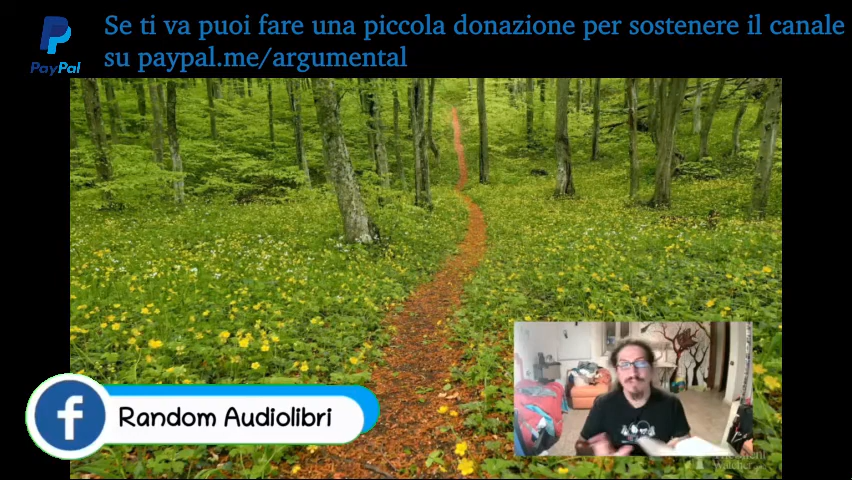 Se ti va puoi fare una piccola donazione per sostenere il canale
su paypal.me/argumental
PayPal
Random Audiolibri